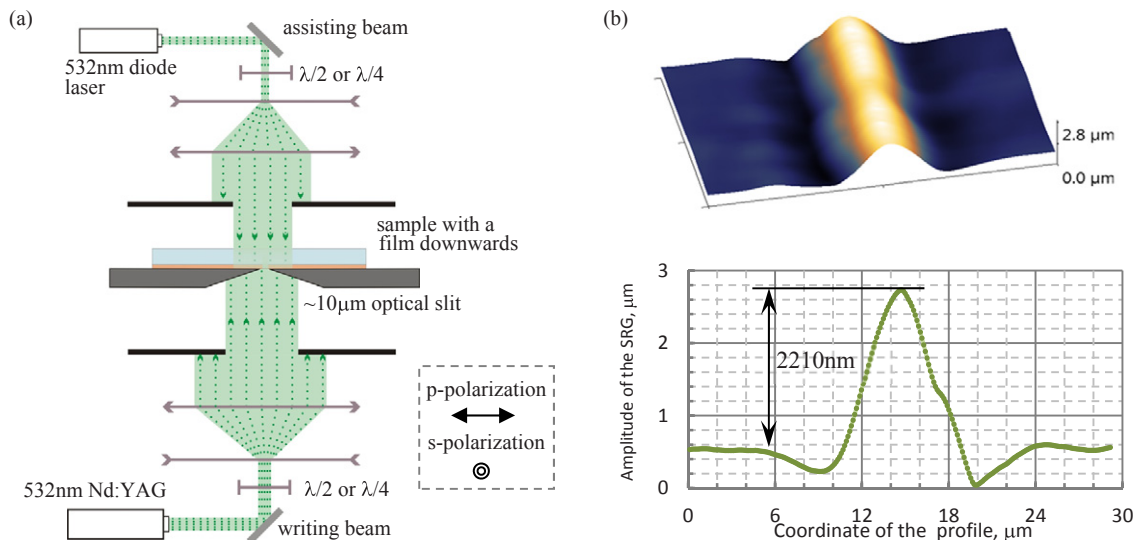 (a)
assisting beam
532nm diode
laser
λ/2 or λ/4
sample with a
film downwards
~10μm optical slit
p-polarization
s-polarization
532nm Nd:YAG
λ/2 or λ/4
writing beam
(b)
2.8 μm
0.0 μm
Amplitude of the SRG, μm
3
2
1
0
2210nm
0
6
12
18
24
30
Coordinate of the profile, μm